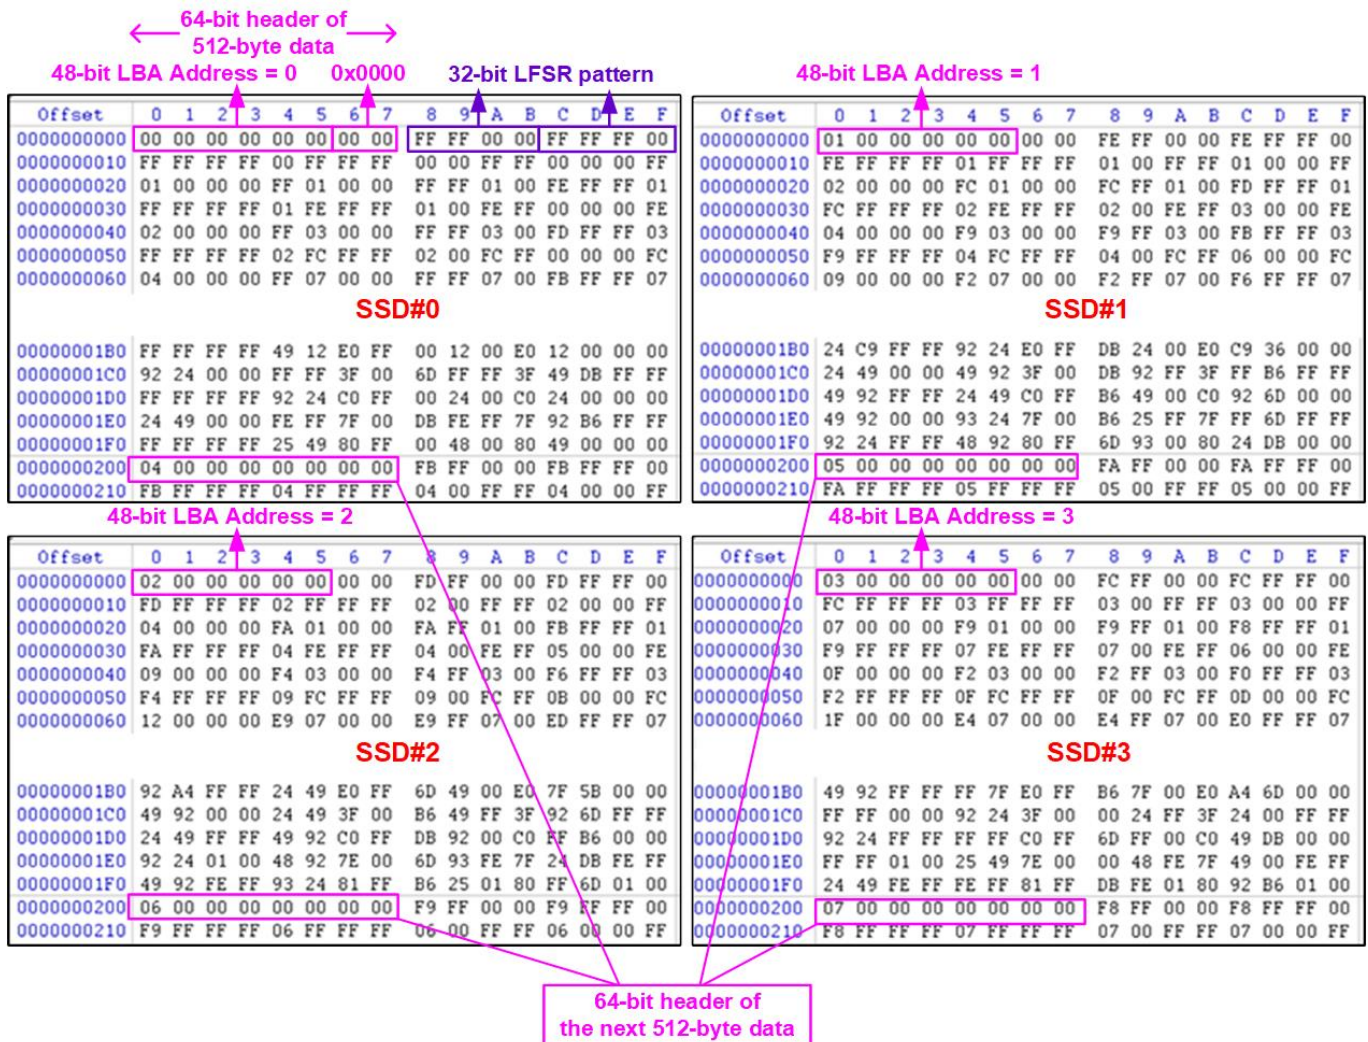 64-bit header of
512-byte data
48-bit LBA Address = 0 0x0000 32-bit LFSR pattern
Offset 0 1 2 3 4 5 6 7 8 9 A B C D E F
0000000000 00 00 00 00 00 00 00 00 FF FF 00 00 FF FF FF 00
0000000010 FF FF FF FF 00 FF FF FF 00 00 FF FF 00 00 00 FF
0000000020 01 00 00 00 FF 01 00 00 FF FF 01 00 FE FF FF 01
0000000030 FF FF FF FF 01 FE FF FF 01 00 FE FF 00 00 00 FE
0000000040 02 00 00 00 FF 03 00 00 FF FF 03 00 FD FF FF 03
0000000050 FF FF FF FF 02 FC FF FF 02 00 FC FF 00 00 00 FC
0000000060 04 00 00 00 FF 07 00 00 FF FF 07 00 FB FF FF 07
SSD#0
00000001B0 FF FF FF FF 49 12 E0 FF 00 12 00 E0 12 00 00 00
00000001C0 92 24 00 00 FF FF 3F 00 6D FF FF 3F 49 DB FF FF
00000001D0 FF FF FF FF 92 24 C0 FF 00 24 00 C0 24 00 00 00
00000001E0 24 49 00 00 FE FF 7F 00 DB FE FF 7F 92 B6 FF FF
00000001F0 FF FF FF FF 25 49 80 FF 00 48 00 80 49 00 00 00
0000000200 04 00 00 00 00 00 00 00 FB FF 00 00 FB FF FF 00
0000000210 FB FF FF FF 04 FF FF FF 04 00 FF FF 04 00 00 FF
48-bit LBA Address = 1
Offset 0 1 2 3 4 5 6 7 8 9 A B C D E F
0000000000 01 00 00 00 00 00 00 00 FE FF 00 00 FE FF FF 00
0000000010 FE FF FF FF 01 FF FF FF 01 00 FF FF 01 00 00 FF
0000000020 02 00 00 00 FC 01 00 00 FC FF 01 00 FD FF FF 01
0000000030 FC FF FF FF 02 FE FF FF 02 00 FE FF 03 00 00 FE
0000000040 04 00 00 00 F9 03 00 00 F9 FF 03 00 FB FF FF 03
0000000050 F9 FF FF FF 04 FC FF FF 04 00 FC FF 06 00 00 FC
0000000060 09 00 00 00 F2 07 00 00 F2 FF 07 00 F6 FF FF 07
SSD#1
00000001B0 24 C9 FF FF 92 24 E0 FF DB 24 00 E0 C9 36 00 00
00000001C0 24 49 00 00 49 92 3F 00 DB 92 FF 3F FF B6 FF FF
00000001D0 49 92 FF FF 24 49 C0 FF B6 49 00 C0 92 6D 00 00
00000001E0 49 92 00 00 93 24 7F 00 B6 25 FF 7F FF 6D FF FF
00000001F0 92 24 FF FF 48 92 80 FF 6D 93 00 80 24 DB 00 00
0000000200 05 00 00 00 00 00 00 00 FA FF 00 00 FA FF FF 00
0000000210 FA FF FF FF 05 FF FF FF 05 00 FF FF 05 00 00 FF
48-bit LBA Address = 2
Offset 0 1 2 3 4 5 6 7 8 9 A B C D E F
0000000000 02 00 00 00 00 00 00 00 FD FF 00 00 FD FF FF 00
0000000010 FD FF FF FF 02 FF FF FF 02 00 FF FF 02 00 00 FF
0000000020 04 00 00 00 FA 01 00 00 FA FF 01 00 FB FF FF 01
0000000030 FA FF FF FF 04 FE FF FF 04 00 FE FF 05 00 00 FE
0000000040 09 00 00 00 F4 03 00 00 F4 FF 03 00 F6 FF FF 03
0000000050 F4 FF FF FF 09 FC FF FF 09 00 FC FF 0B 00 00 FC
0000000060 12 00 00 00 E9 07 00 00 E9 FF 07 00 ED FF FF 07
SSD#2
00000001B0 92 A4 FF FF 24 49 E0 FF 6D 49 00 E0 7F 5B 00 00
00000001C0 49 92 00 00 24 49 3F 00 B6 49 FF 3F 92 6D FF FF
00000001D0 24 49 FF FF 49 92 C0 FF DB 92 00 C0 FF B6 00 00
00000001E0 92 24 01 00 48 92 7E 00 6D 93 FE 7F 24 DB FE FF
00000001F0 49 92 FE FF 93 24 81 FF B6 25 01 80 FF 6D 01 00
0000000200 06 00 00 00 00 00 00 00 F9 FF 00 00 F9 FF FF 00
0000000210 F9 FF FF FF 06 FF FF FF 06 00 FF FF 06 00 00 FF
48-bit LBA Address = 3
Offset 0 1 2 3 4 5 6 7 8 9 A B C D E F
0000000000 03 00 00 00 00 00 00 00 FC FF 00 00 FC FF FF 00
0000000010 FC FF FF FF 03 FF FF FF 03 00 FF FF 03 00 00 FF
0000000020 07 00 00 00 F9 01 00 00 F9 FF 01 00 F8 FF FF 01
0000000030 F9 FF FF FF 07 FE FF FF 07 00 FE FF 06 00 00 FE
0000000040 0F 00 00 00 F2 03 00 00 F2 FF 03 00 F0 FF FF 03
0000000050 F2 FF FF FF 0F FC FF FF 0F 00 FC FF 0D 00 00 FC
0000000060 1F 00 00 00 E4 07 00 00 E4 FF 07 00 E0 FF FF 07
SSD#3
00000001B0 49 92 FF FF FF 7F E0 FF B6 7F 00 E0 A4 6D 00 00
00000001C0 FF FF 00 00 92 24 3F 00 00 24 FF 3F 24 00 FF FF
00000001D0 92 24 FF FF FF FF C0 FF 6D FF 00 C0 49 DB 00 00
00000001E0 FF FF 01 00 25 49 7E 00 00 48 FE 7F 49 00 FE FF
00000001F0 24 49 FE FF FE FF 81 FF DB FE 01 80 92 B6 01 00
0000000200 07 00 00 00 00 00 00 00 F8 FF 00 00 F8 FF FF 00
0000000210 F8 FF FF FF 07 FF FF FF 07 00 FF FF 07 00 00 FF
64-bit header of
the next 512-byte data